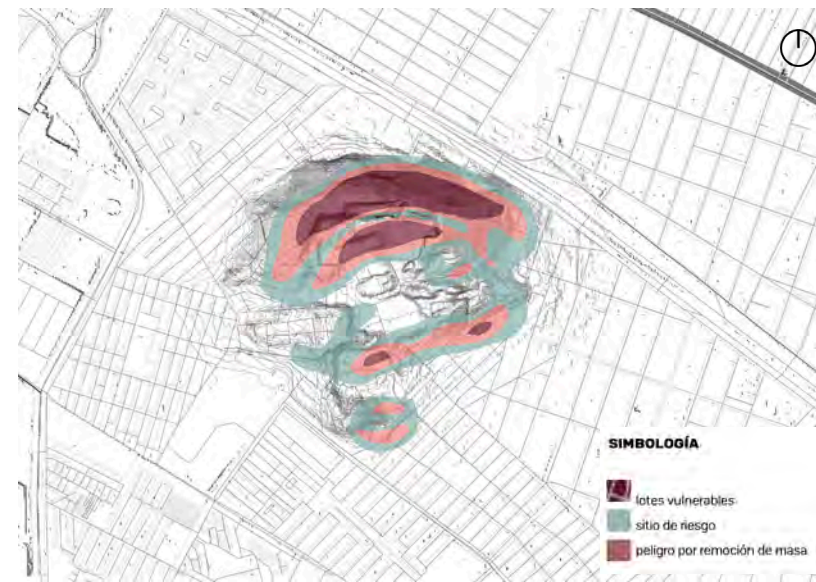 SIMBOLOGÍA
lotes vulnerables
sitio de riesgo
peligro por remoción de masa